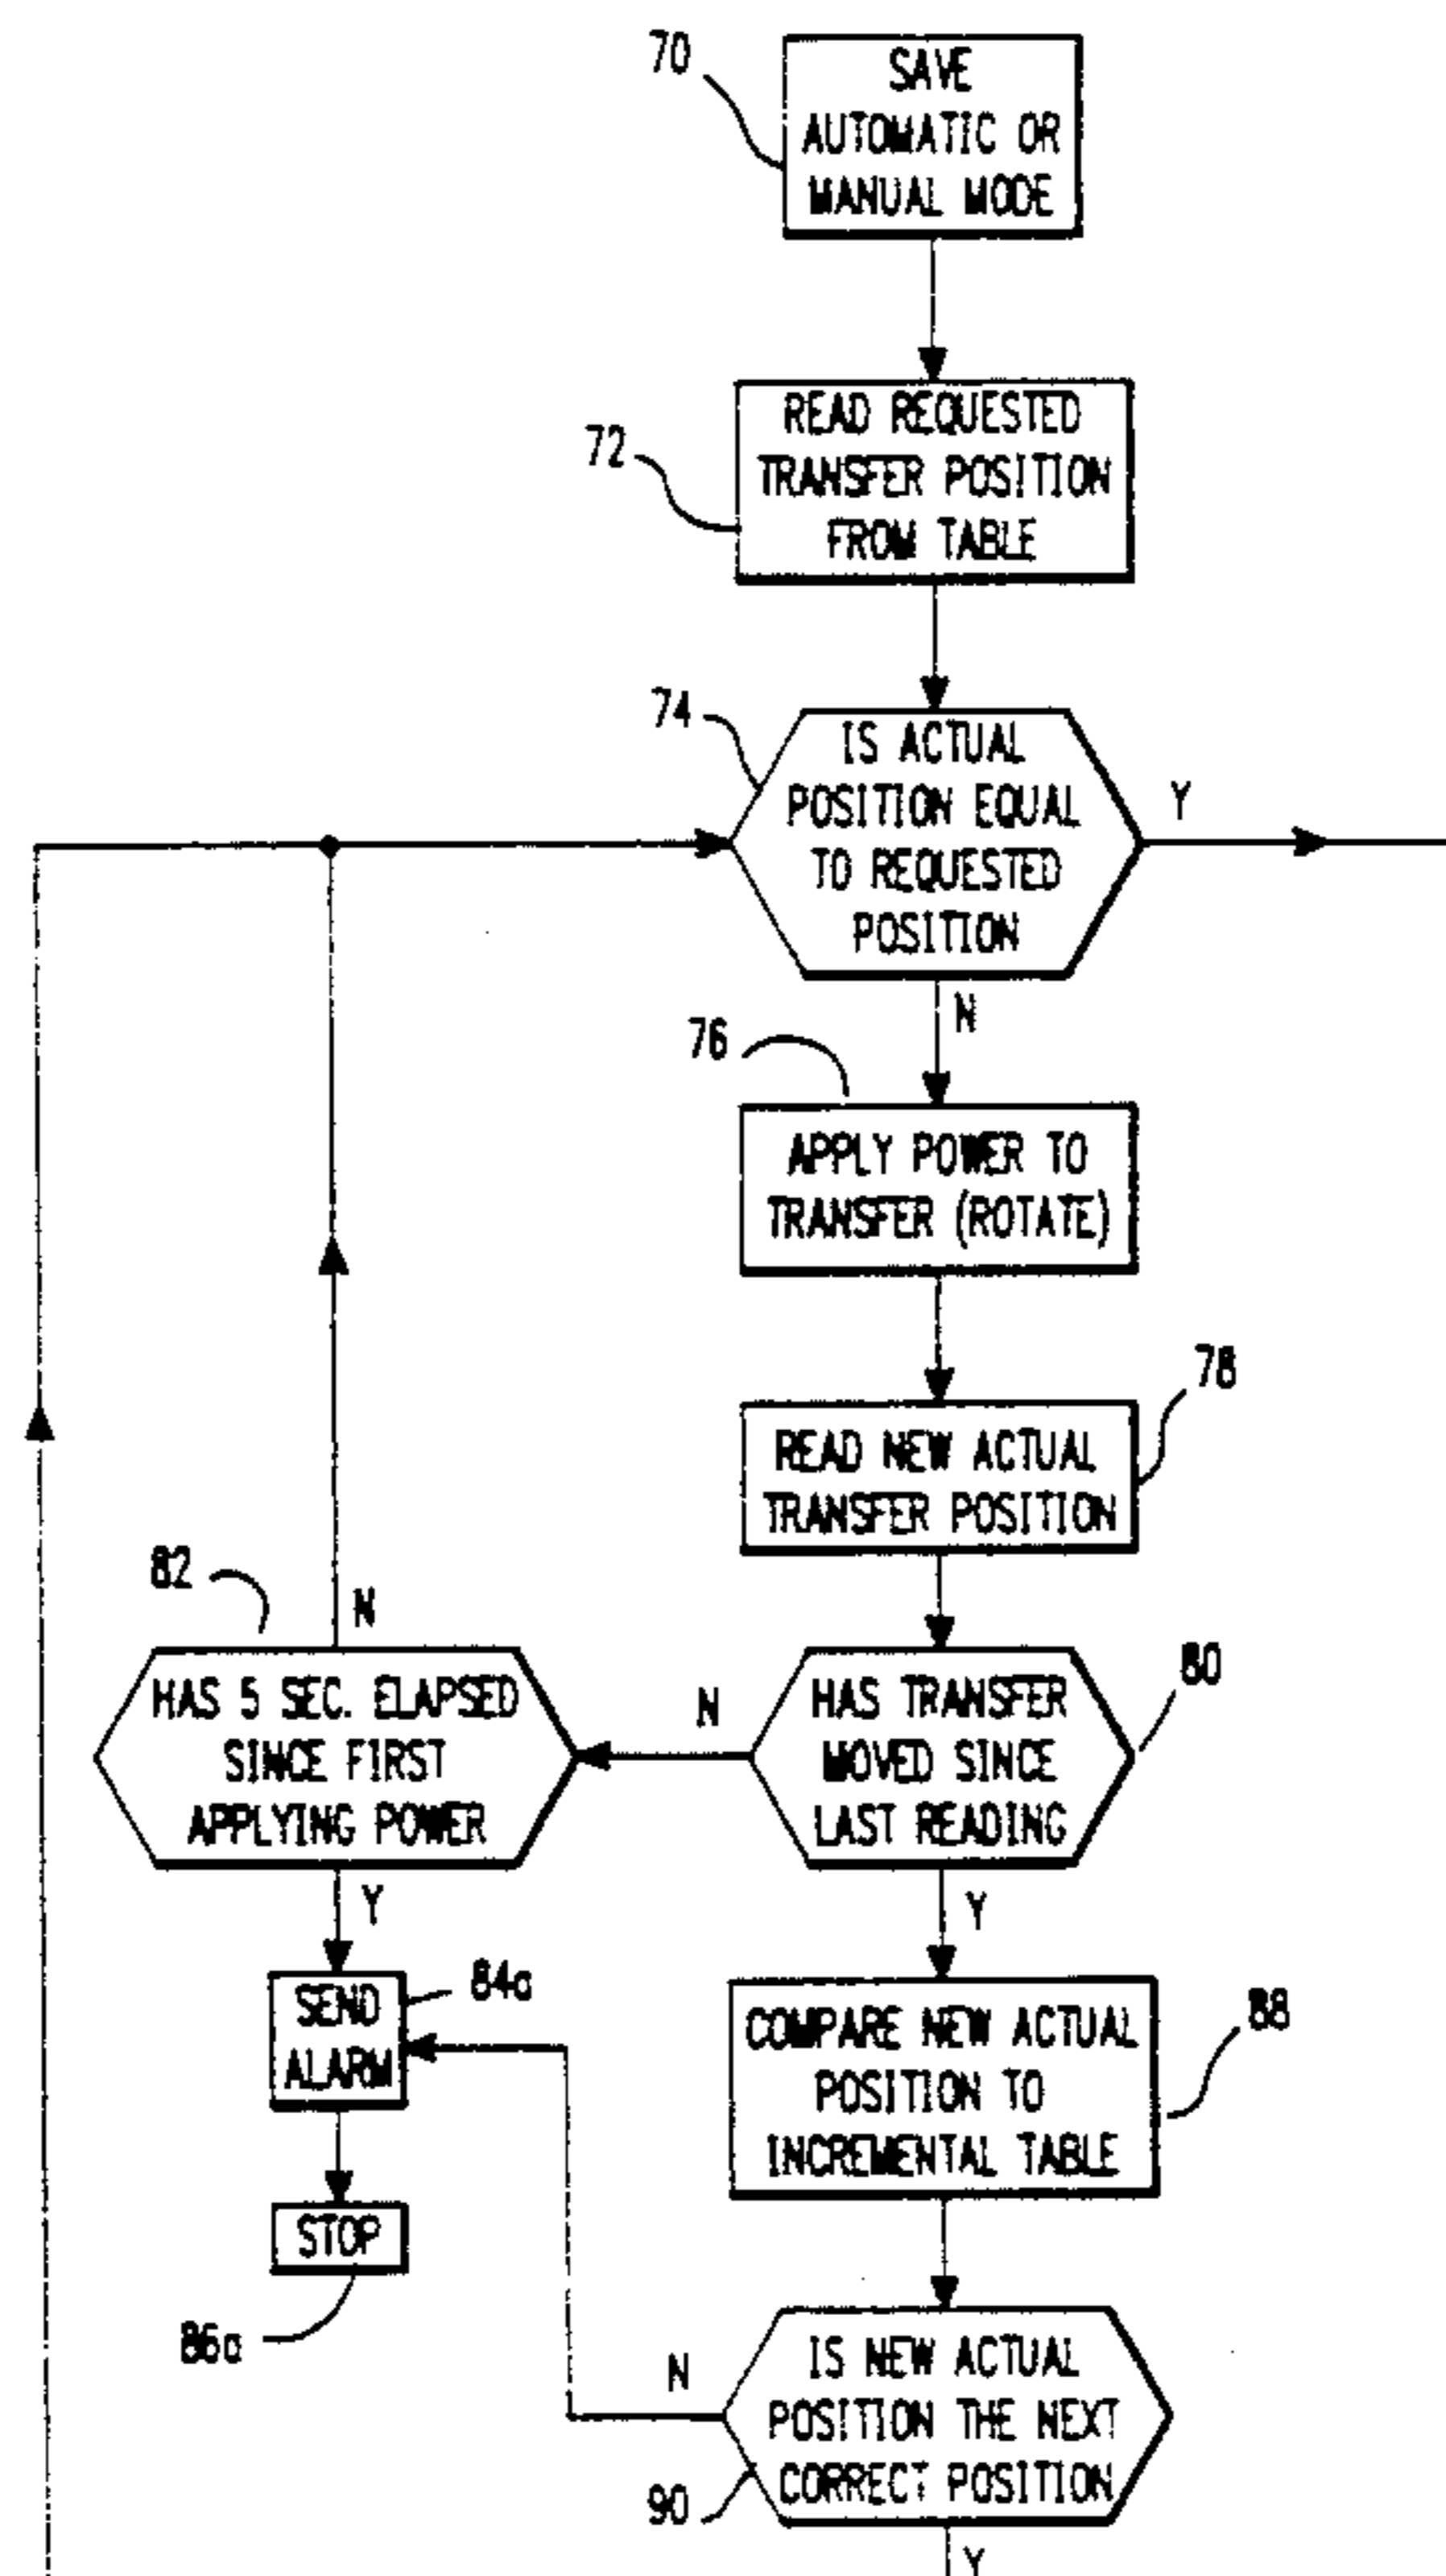 70
SAVE
AUTOMATIC OR
MANUAL MODE
72
READ REQUESTED
TRANSFER POSITION
FROM TABLE
74
IS ACTUAL
POSITION EQUAL
TO REQUESTED
POSITION
Y
N
76
APPLY POWER TO
TRANSFER (ROTATE)
78
READ NEW ACTUAL
TRANSFER POSITION
82
N
HAS 5 SEC. ELAPSED
SINCE FIRST
APPLYING POWER
N
80
HAS TRANSFER
MOVED SINCE
LAST READING
Y
Y
84a
SEND
ALARM
88
COMPARE NEW ACTUAL
POSITION TO
INCREMENTAL TABLE
STOP
86a
N
IS NEW ACTUAL
POSITION THE NEXT
CORRECT POSITION
90
Y